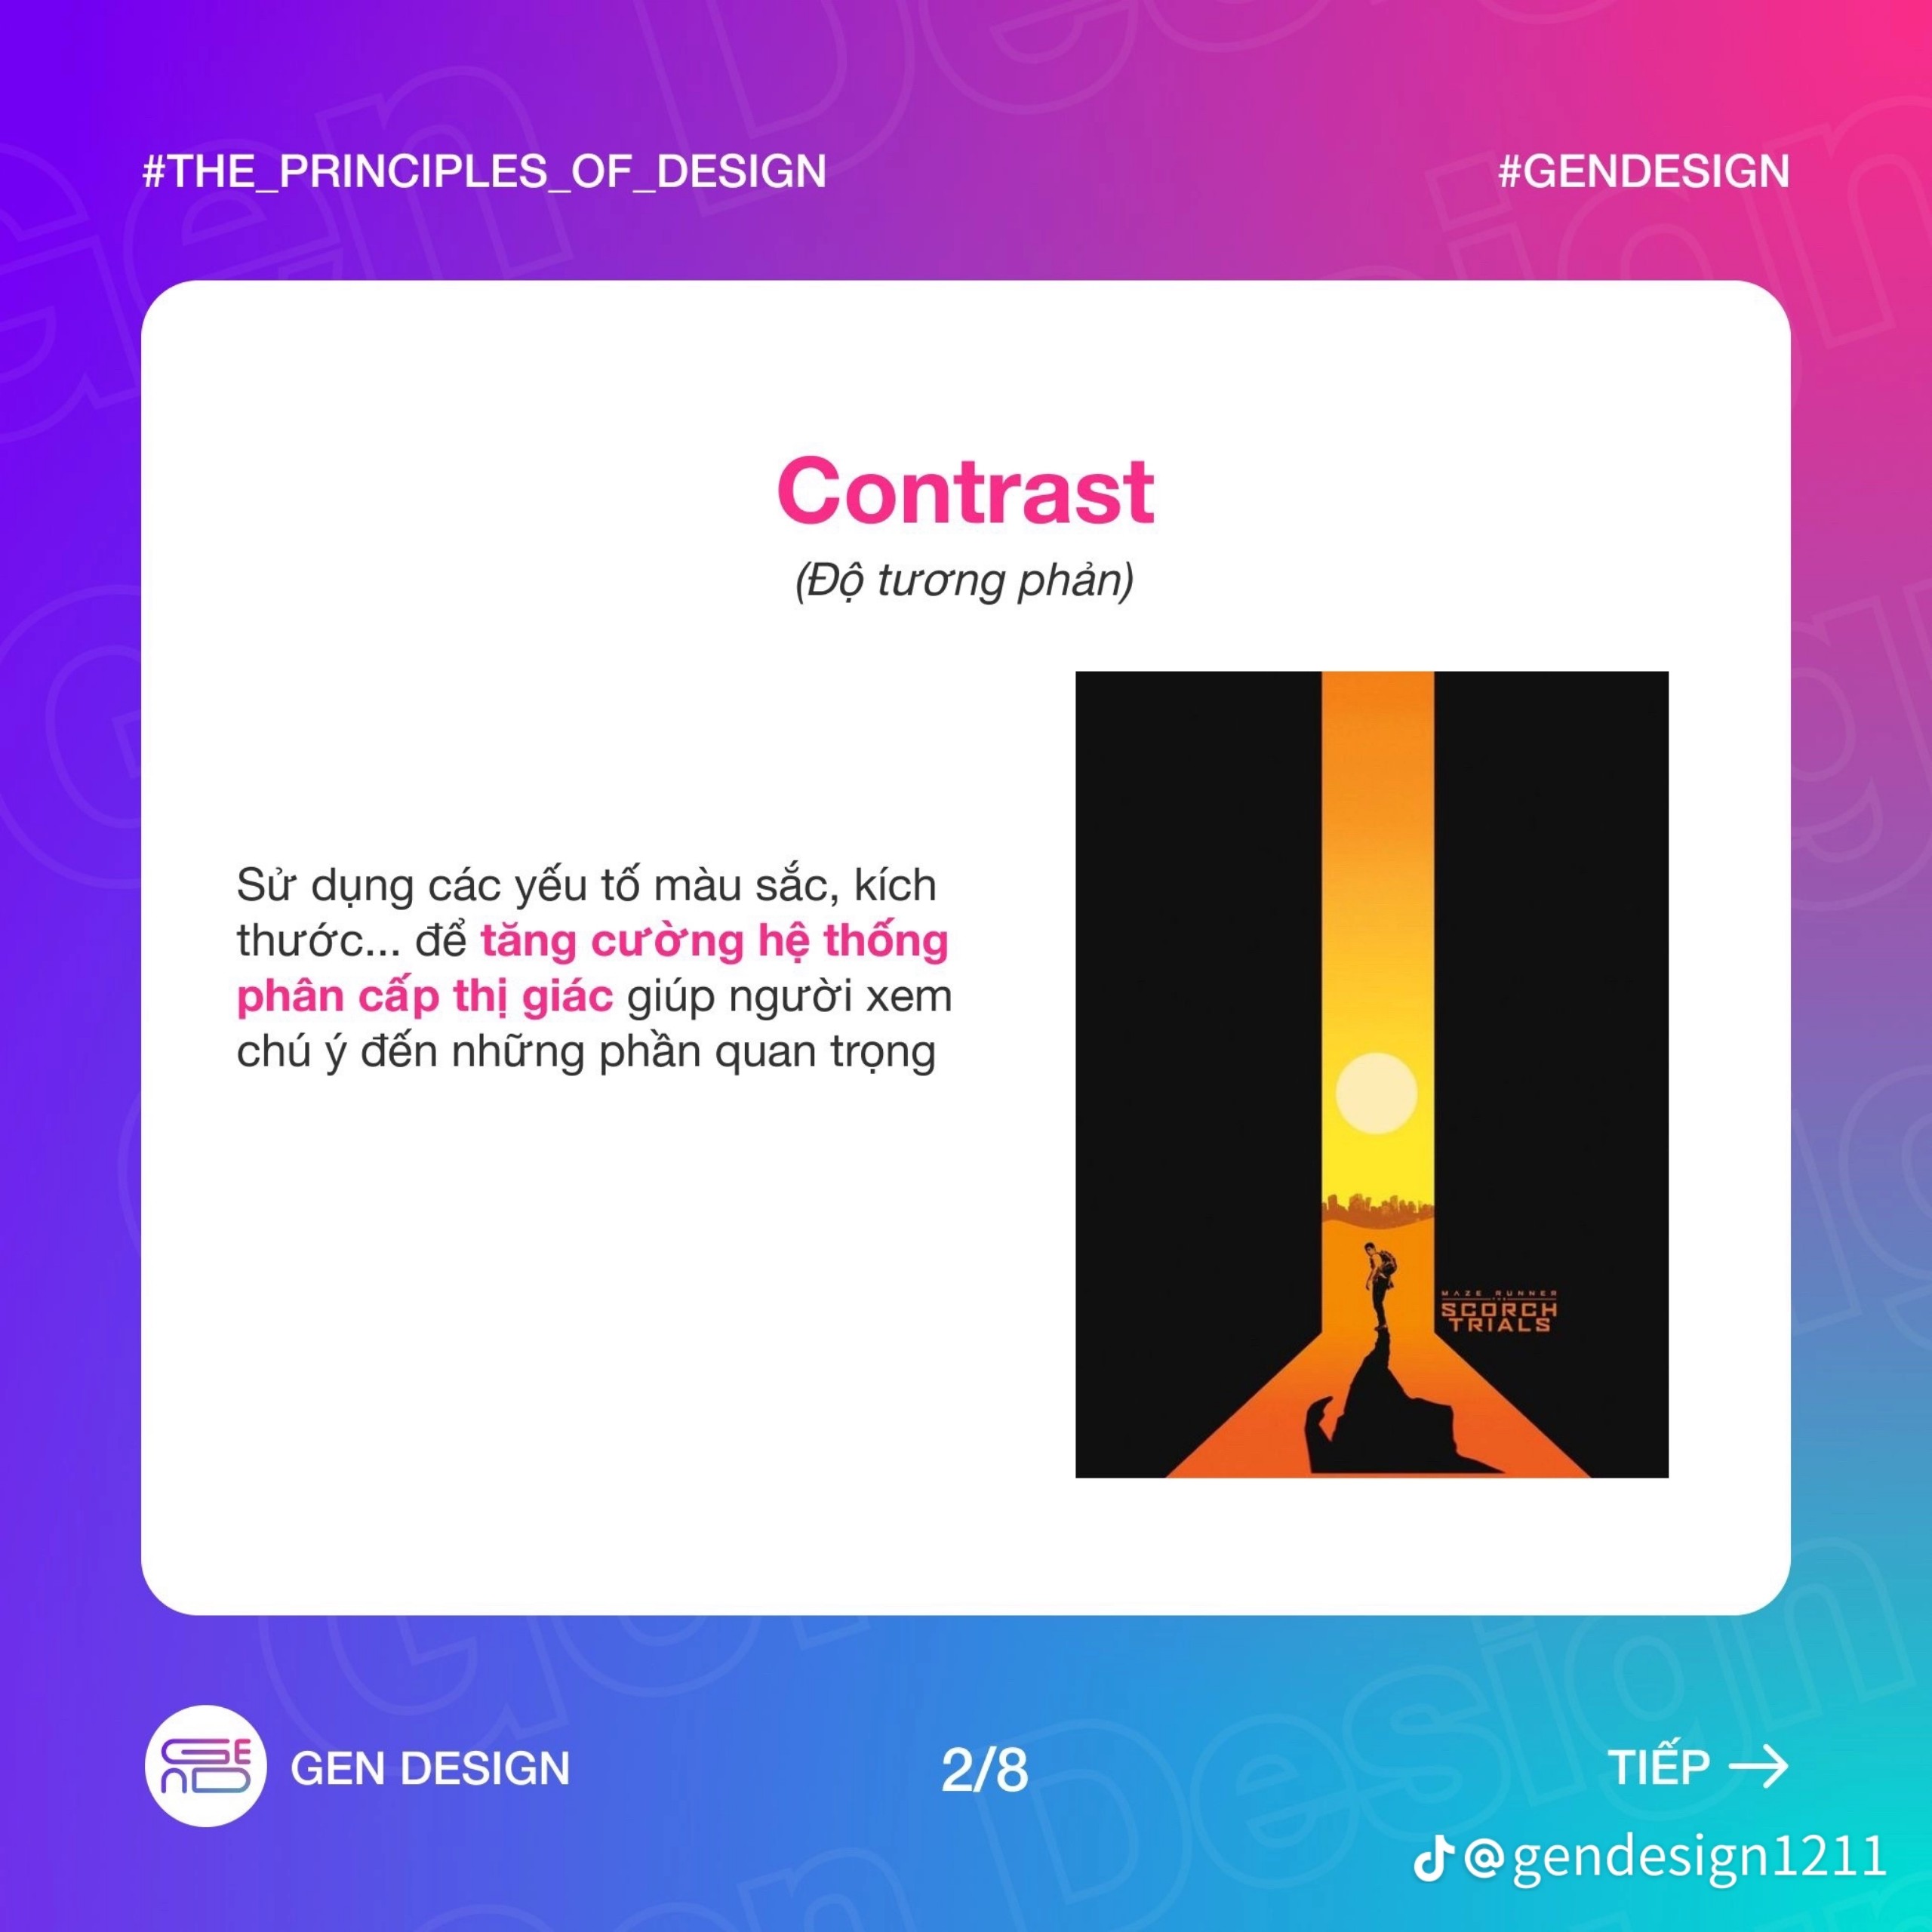 #THE_PRINCIPLES_OF_DESIGN
#GENDESIGN
Contrast
(Độ tương phản)
Sử dụng các yếu tố màu sắc, kích
thước... để tăng cường hệ thống
phân cấp thị giác giúp người xem
chú ý đến những phần quan trọng
MAZE RUNNER
THE
SCORCH
TRIALS
GEN DESIGN
2/8
TIẾP
@gendesign1211